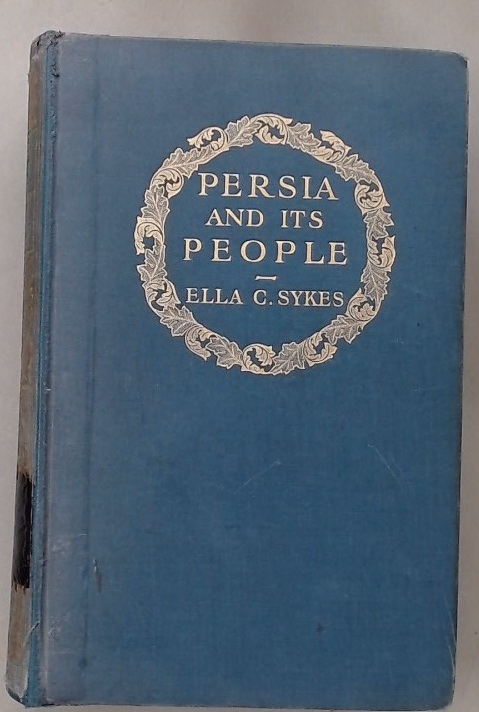 PERSIA
AND ITS
PEOPLE
ELLA C. SYKES